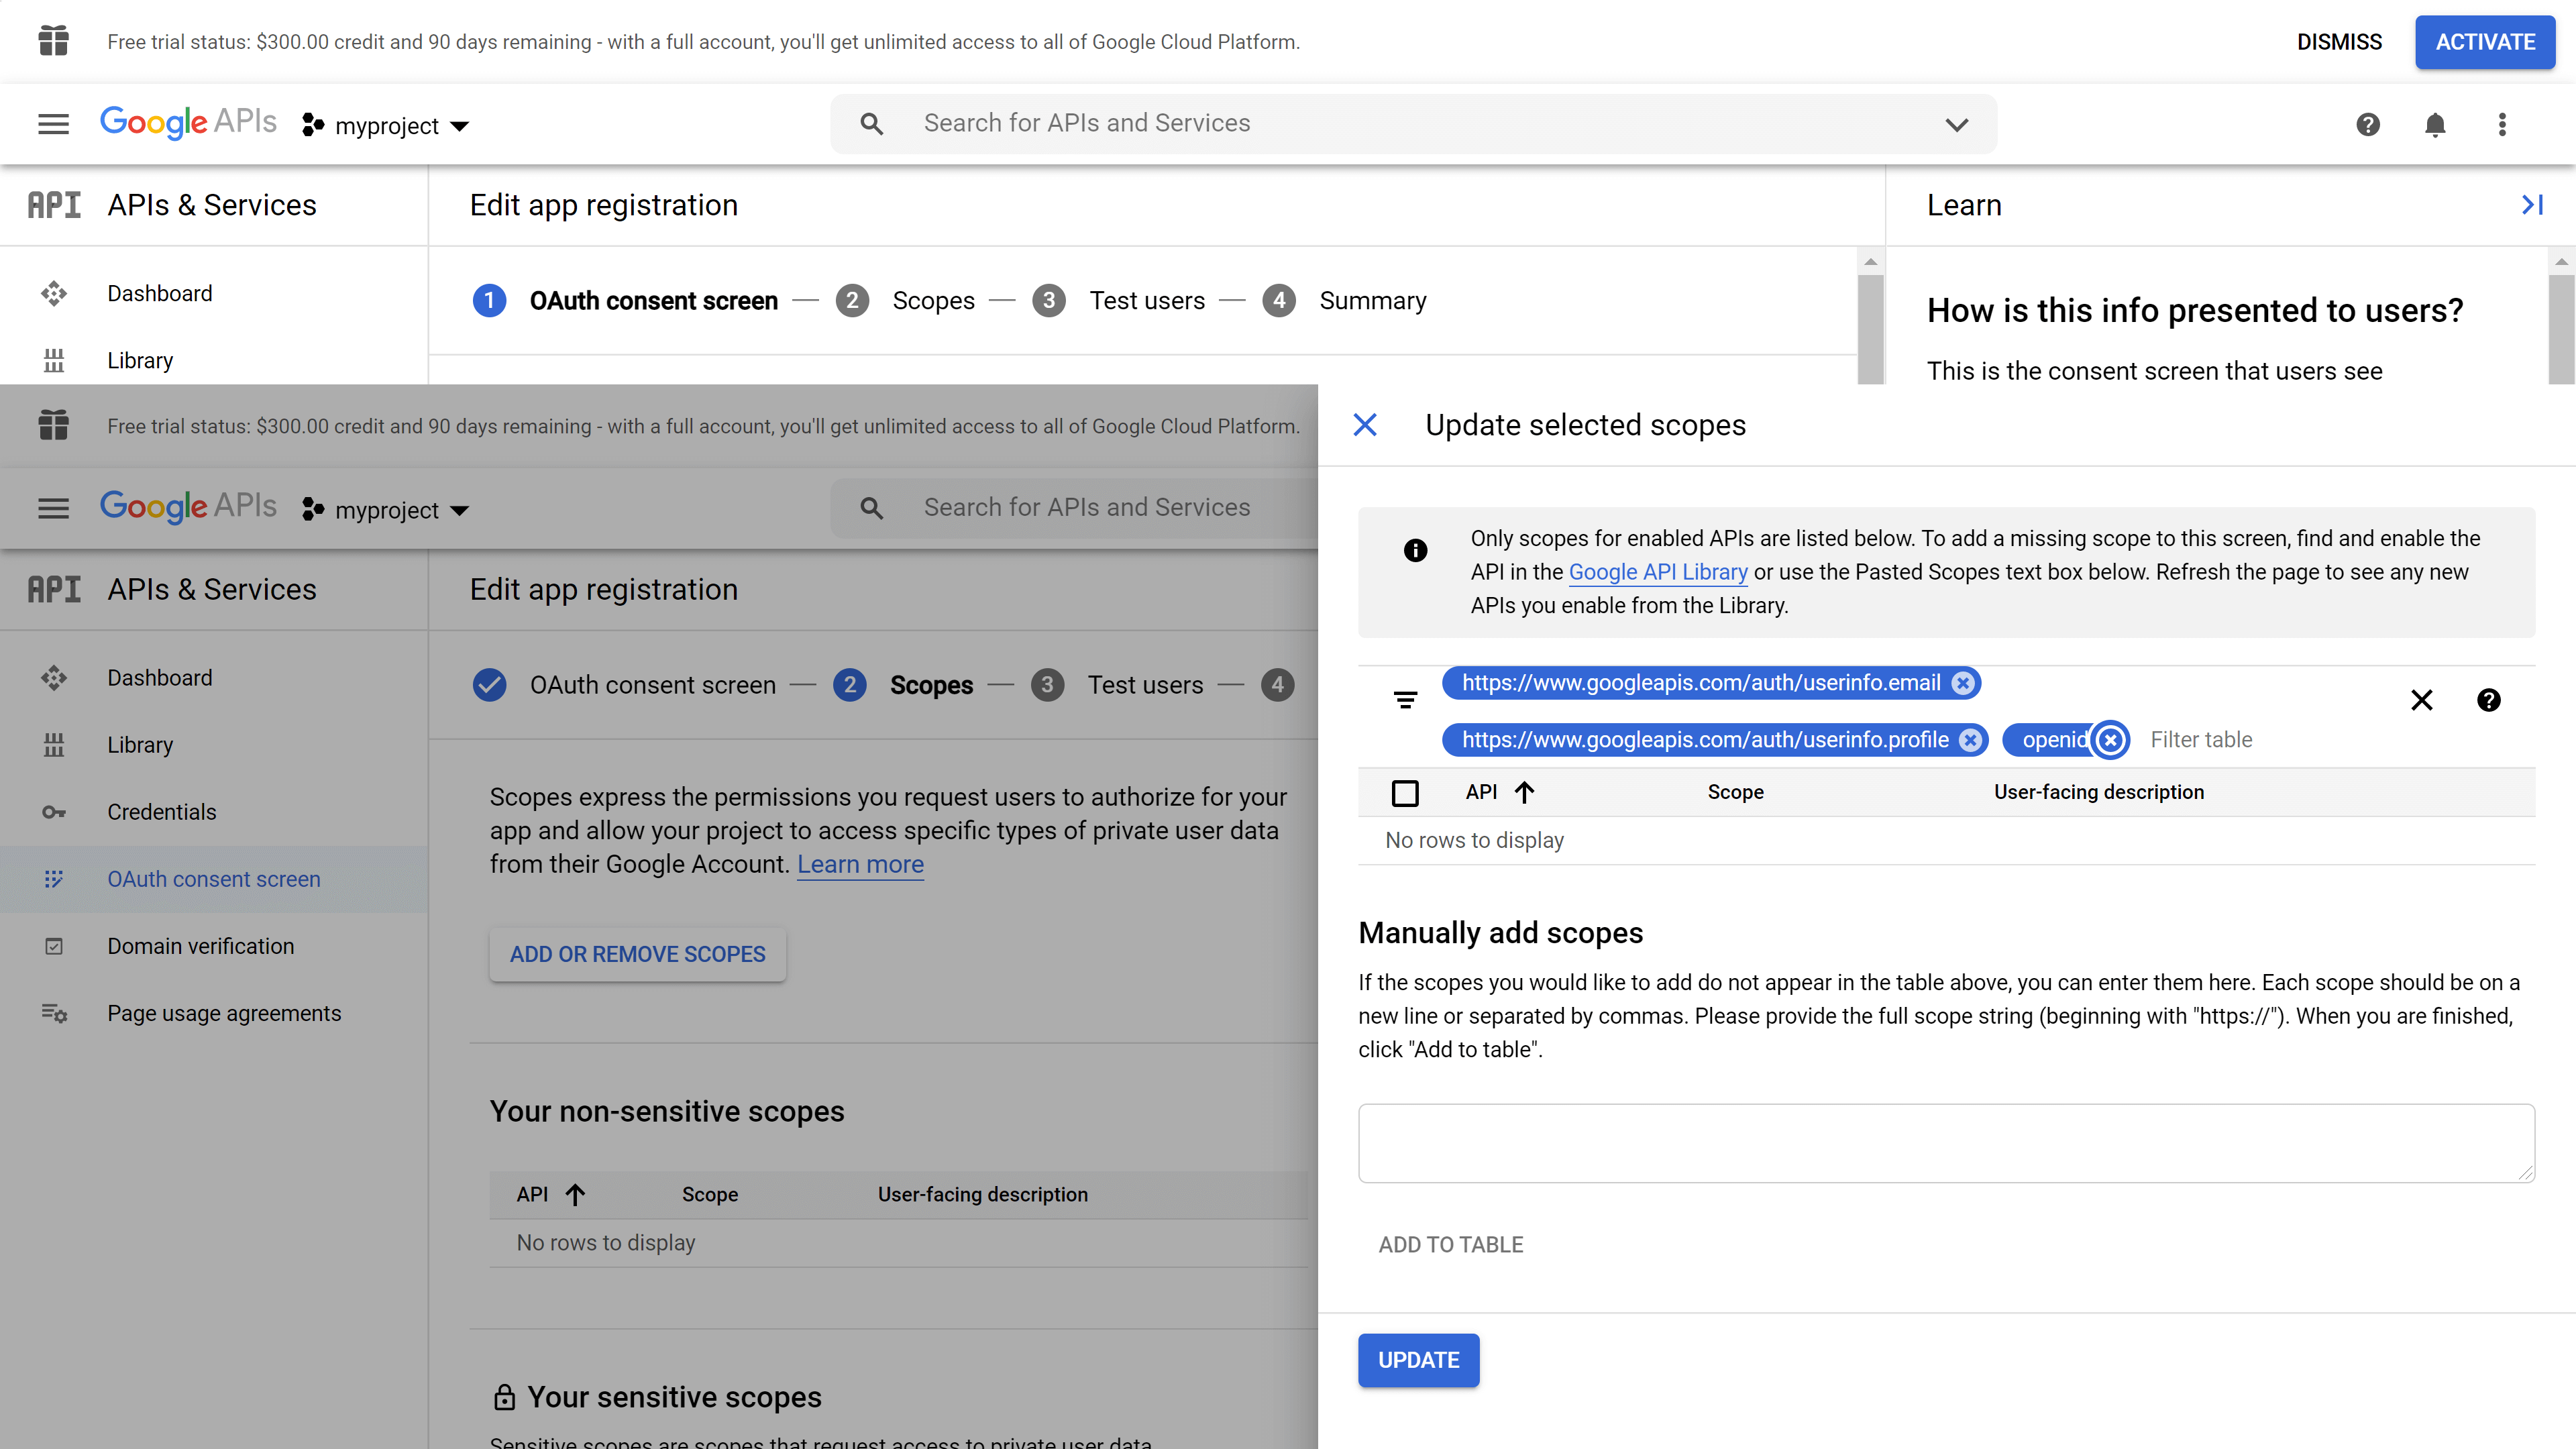 Free trial status: $300.00 credit and 90 days remaining - with a full account, you'll get unlimited access to all of Google Cloud Platform.
DISMISS
ACTIVATE
Google APIs
myproject
Search for APIs and Services
API
APIs & Services
Edit app registration
Learn
Dashboard
Library
1 OAuth consent screen — 2 Scopes — 3 Test users — 4 Summary
How is this info presented to users?
This is the consent screen that users see
Free trial status: $300.00 credit and 90 days remaining - with a full account, you'll get unlimited access to all of Google Cloud Platform.
Google APIs
myproject
Search for APIs and Services
API
APIs & Services
Edit app registration
Dashboard
Library
Credentials
OAuth consent screen
Domain verification
Page usage agreements
OAuth consent screen — 2 Scopes — 3 Test users — 4
Scopes express the permissions you request users to authorize for your
app and allow your project to access specific types of private user data
from their Google Account. Learn more
ADD OR REMOVE SCOPES
Your non-sensitive scopes
API Scope User-facing description
No rows to display
Your sensitive scopes
Sensitive scopes are scopes that request access to private user data
Update selected scopes
Only scopes for enabled APIs are listed below. To add a missing scope to this screen, find and enable the
API in the Google API Library or use the Pasted Scopes text box below. Refresh the page to see any new
APIs you enable from the Library.
https://www.googleapis.com/auth/userinfo.email
https://www.googleapis.com/auth/userinfo.profile openid Filter table
API Scope User-facing description
No rows to display
Manually add scopes
If the scopes you would like to add do not appear in the table above, you can enter them here. Each scope should be on a
new line or separated by commas. Please provide the full scope string (beginning with "https://"). When you are finished,
click "Add to table".
ADD TO TABLE
UPDATE